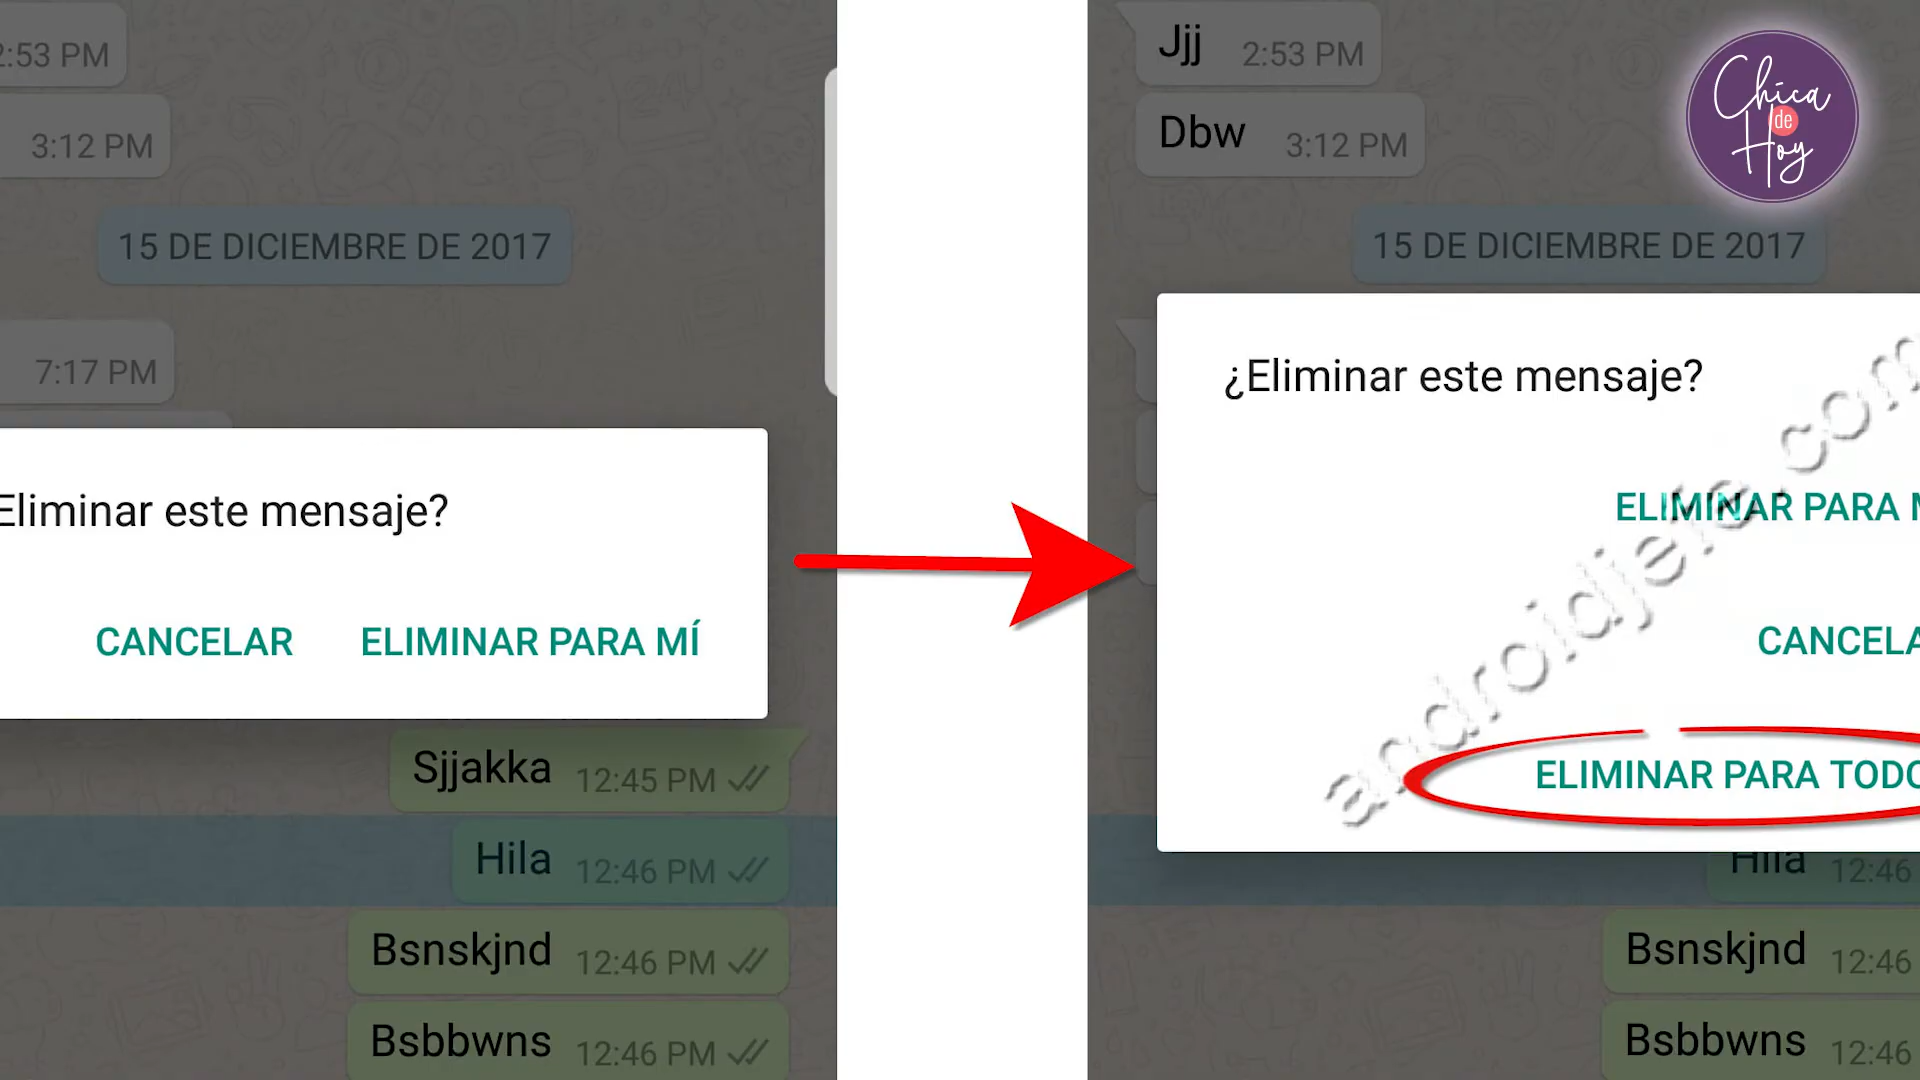 2:53 PM
3:12 PM
15 DE DICIEMBRE DE 2017
7:17 PM
Eliminar este mensaje?
CANCELAR ELIMINAR PARA MÍ
Sjjakka 12:45 PM
Hila 12:46 PM
Bsnskjnd 12:46 PM
Bsbbwns 12:46 PM
Jjj 2:53 PM
Dbw 3:12 PM
15 DE DICIEMBRE DE 2017
¿Eliminar este mensaje?
ELIMINAR PARA M
CANCELA
ELIMINAR PARA TODO
Hila 12:46
Bsnskjnd 12:46
Bsbbwns 12:46
androidjefe.com
Chica
de
Hoy